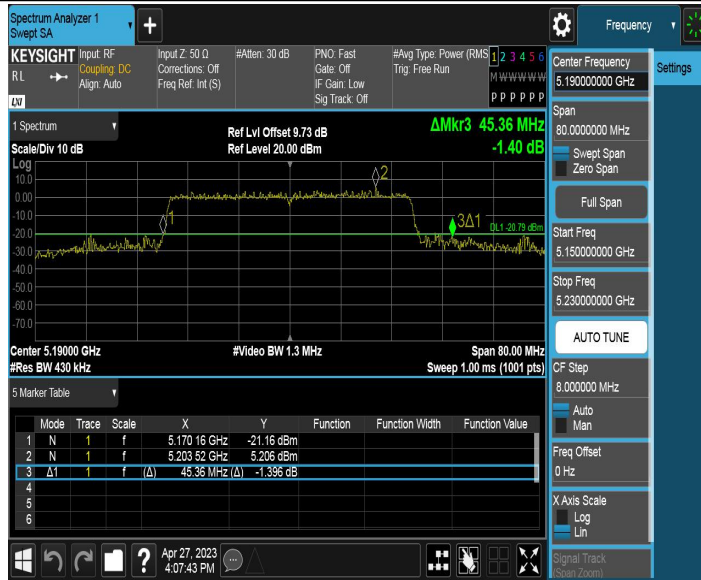 Spectrum Analyzer 1
Swept SA
Frequency
KEYSIGHT
RL
LXI
Input: RF
Coupling: DC
Align: Auto
Input Z: 50 Ω
Corrections: Off
Freq Ref: Int (S)
#Atten: 30 dB
PNO: Fast
Gate: Off
IF Gain: Low
Sig Track: Off
#Avg Type: Power (RMS
Trig: Free Run
1 2 3 4 5 6
M W W W W W
P P P P P P
Settings
1 Spectrum
Scale/Div 10 dB
Ref Lvl Offset 9.73 dB
Ref Level 20.00 dBm
ΔMkr3 45.36 MHz
-1.40 dB
Log
10.0
0.00
-10.0
-20.0
-30.0
-40.0
-50.0
-60.0
-70.0
1
2
3Δ1
DL1 -20.79 dBm
Center 5.19000 GHz
#Res BW 430 kHz
#Video BW 1.3 MHz
Span 80.00 MHz
Sweep 1.00 ms (1001 pts)
5 Marker Table
Mode Trace Scale X Y Function Function Width Function Value
1 N 1 f 5.170 16 GHz -21.16 dBm
2 N 1 f 5.203 52 GHz 5.206 dBm
3 Δ1 1 f (Δ) 45.36 MHz (Δ) -1.396 dB
4
5
6
Apr 27, 2023
4:07:43 PM
Center Frequency
5.190000000 GHz
Span
80.0000000 MHz
Swept Span
Zero Span
Full Span
Start Freq
5.150000000 GHz
Stop Freq
5.230000000 GHz
AUTO TUNE
CF Step
8.000000 MHz
Auto
Man
Freq Offset
0 Hz
X Axis Scale
Log
Lin
Signal Track
(Span Zoom)